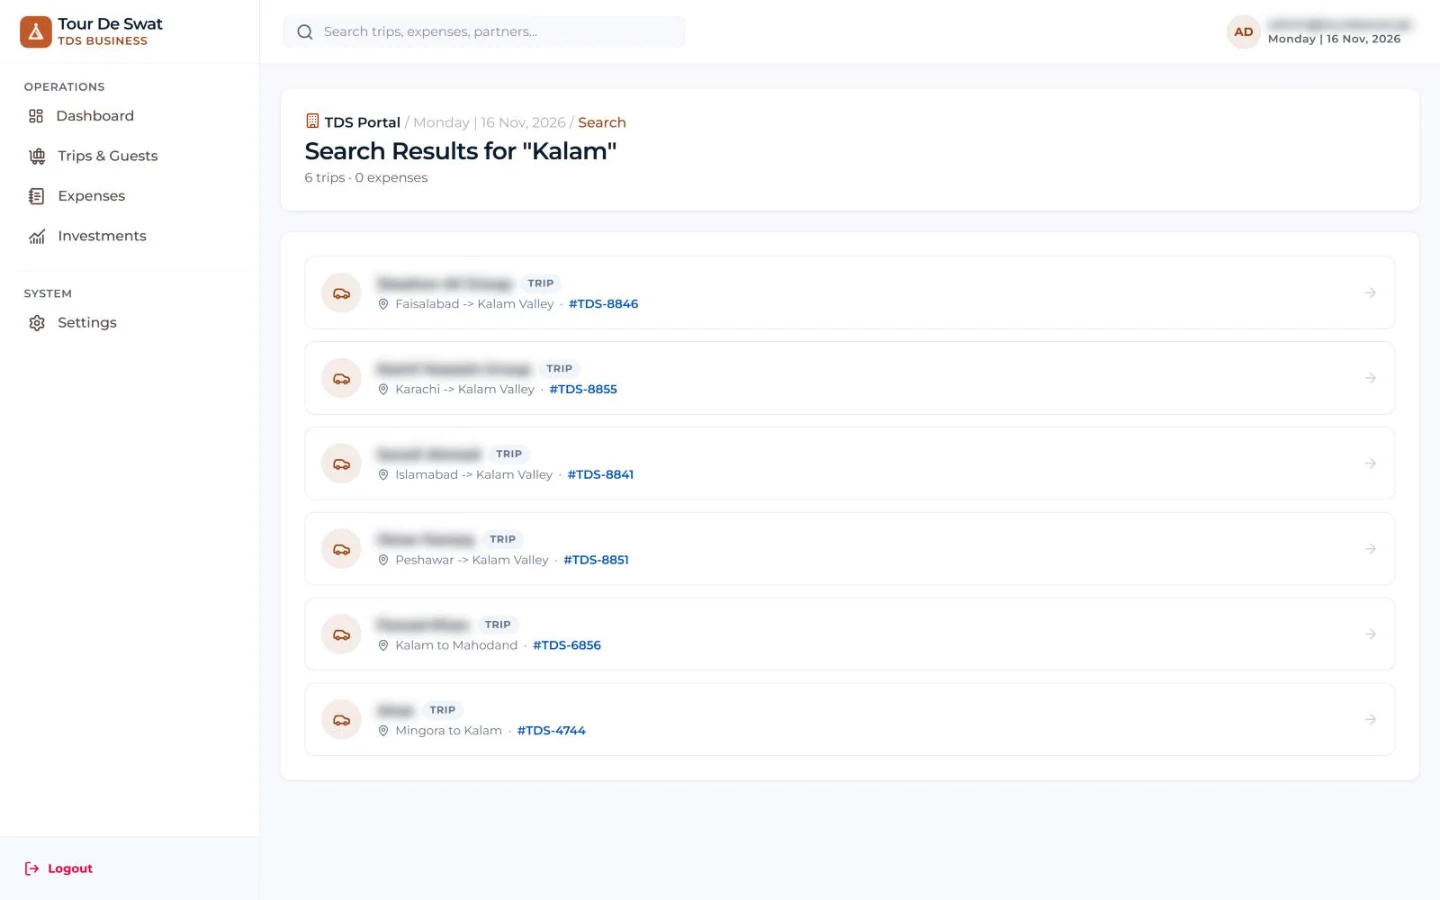 Tour De Swat
TDS BUSINESS
Search trips, expenses, partners...
AD
Monday | 16 Nov, 2026
OPERATIONS
Dashboard
Trips & Guests
Expenses
Investments
SYSTEM
Settings
Logout
TDS Portal / Monday | 16 Nov, 2026 / Search
Search Results for "Kalam"
6 trips · 0 expenses
TRIP
Faisalabad -> Kalam Valley · #TDS-8846
TRIP
Karachi -> Kalam Valley · #TDS-8855
TRIP
Islamabad -> Kalam Valley · #TDS-8841
TRIP
Peshawar -> Kalam Valley · #TDS-8851
TRIP
Kalam to Mahodand · #TDS-6856
TRIP
Mingora to Kalam · #TDS-4744